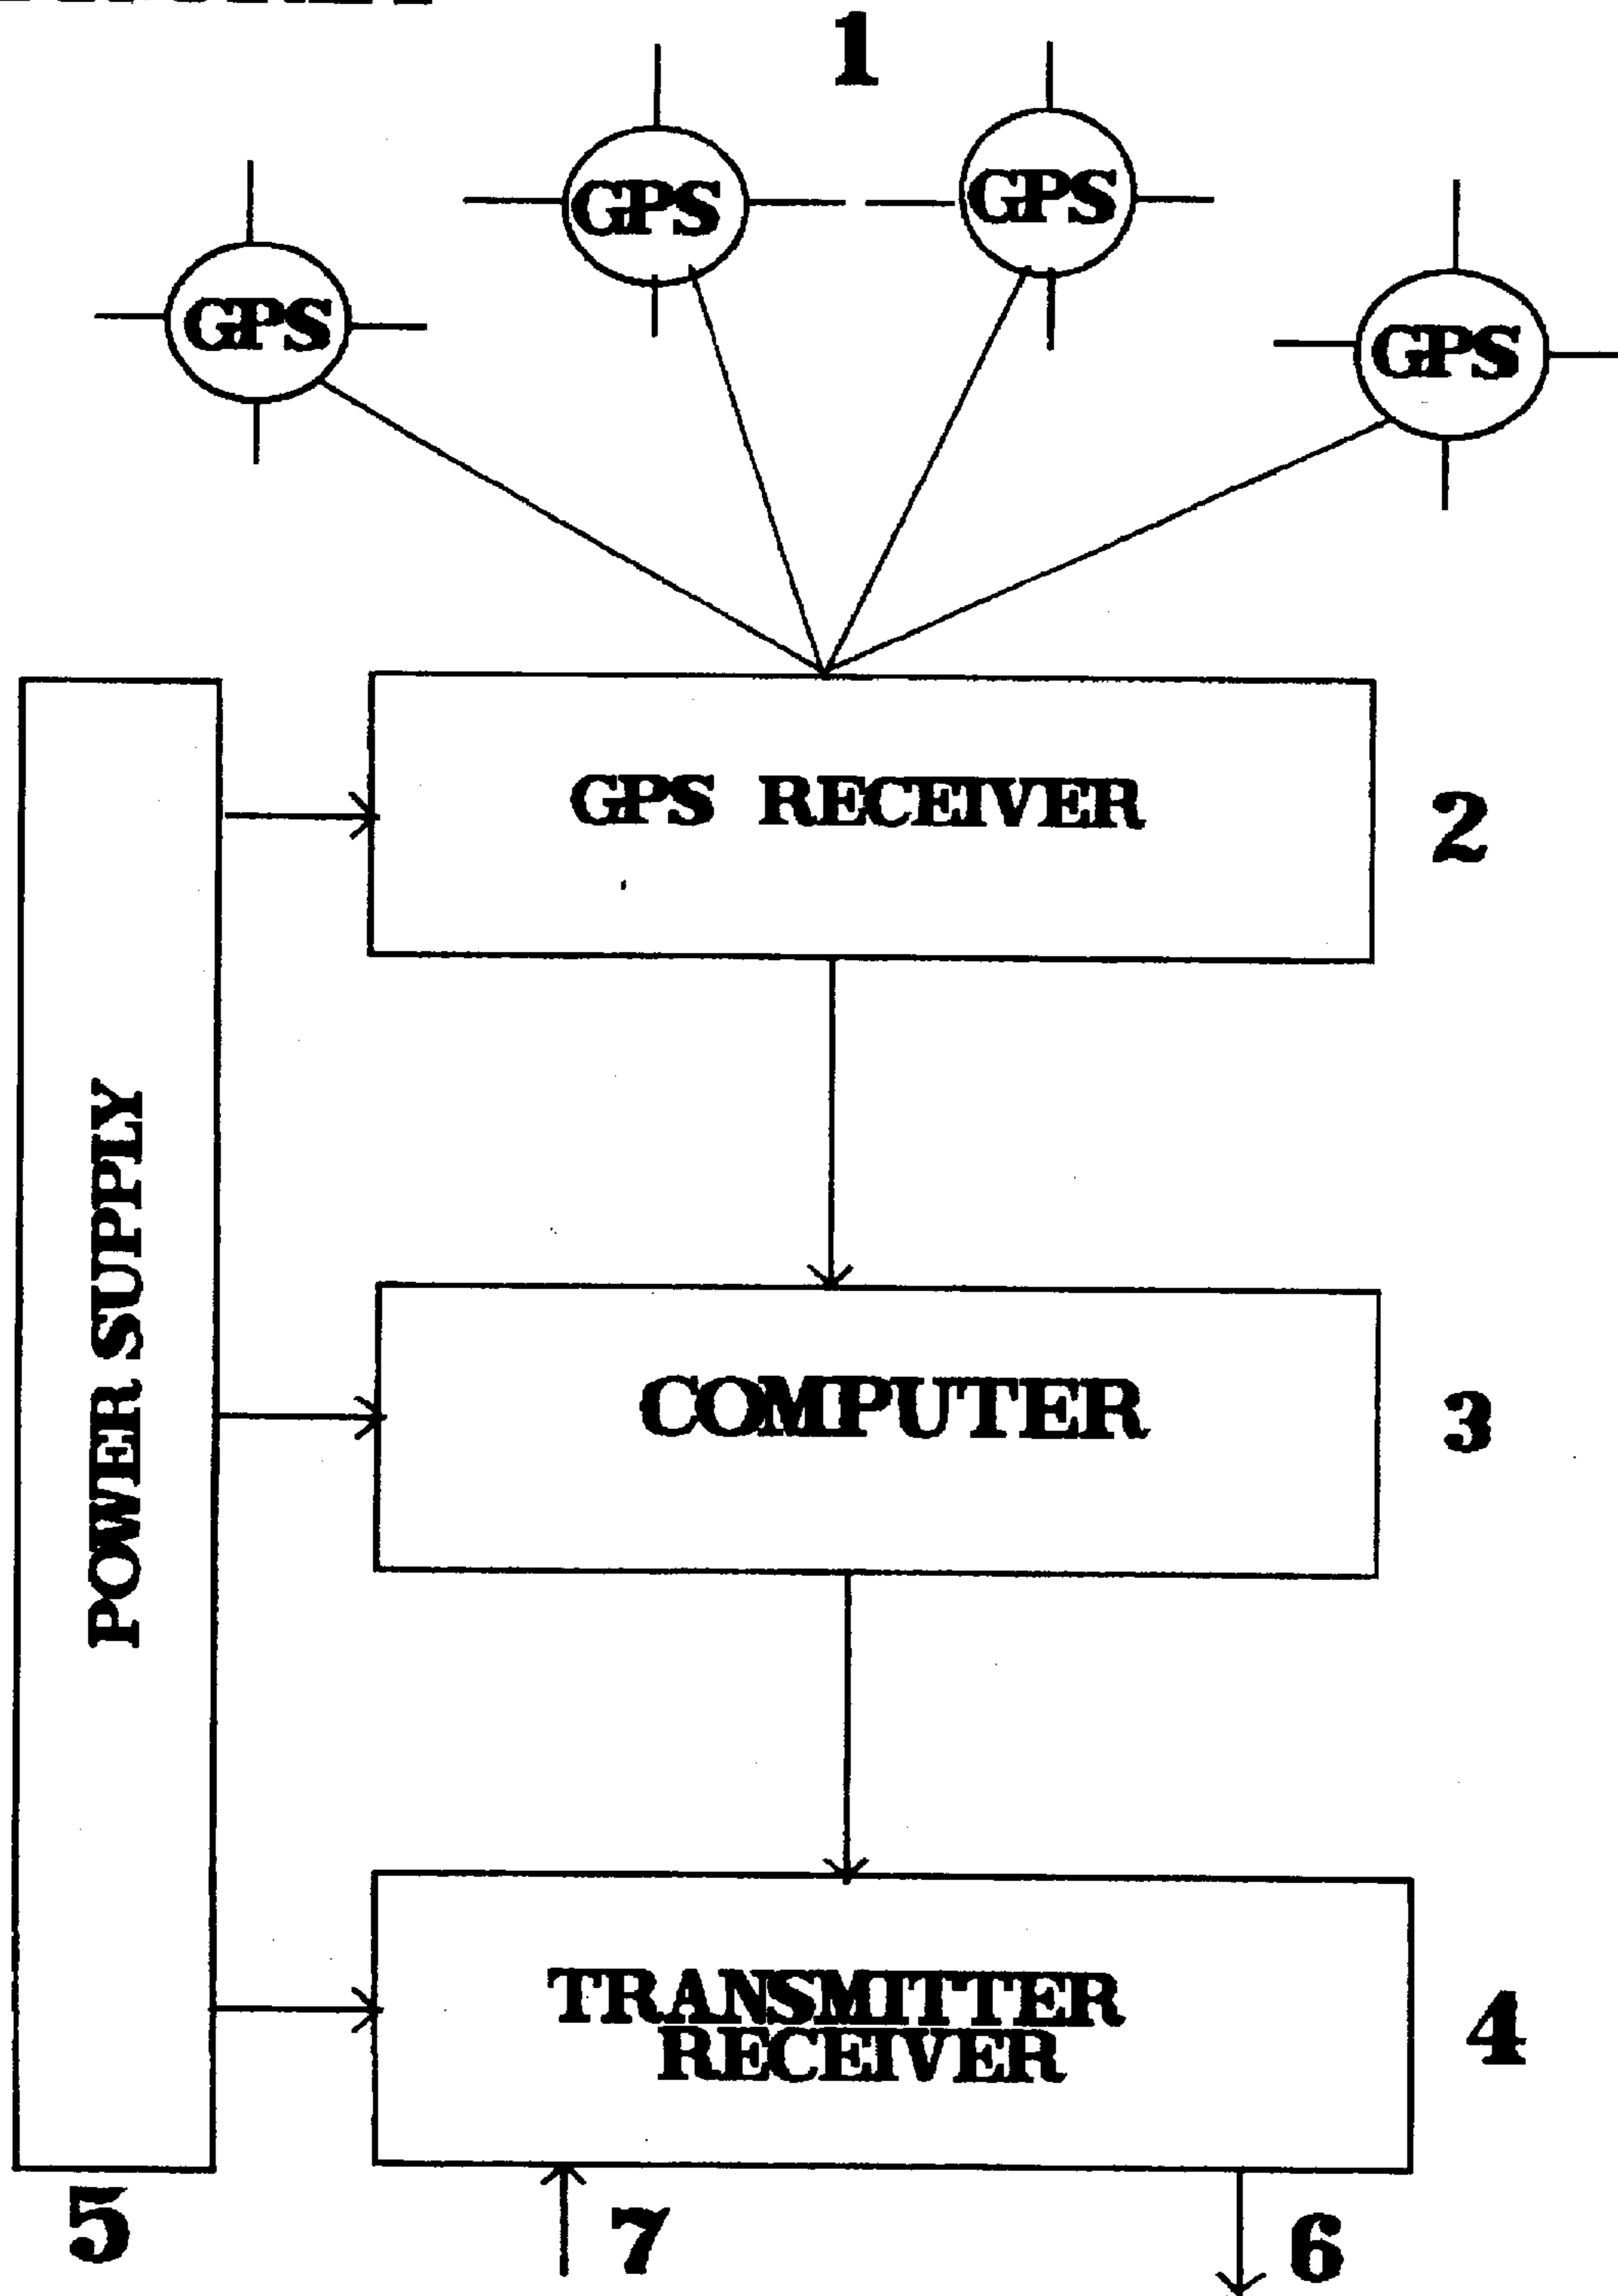 1
GPS
GPS
GPS
GPS
GPS RECEIVER
2
POWER SUPPLY
COMPUTER
3
TRANSMITTER
RECEIVER
4
5
7
6